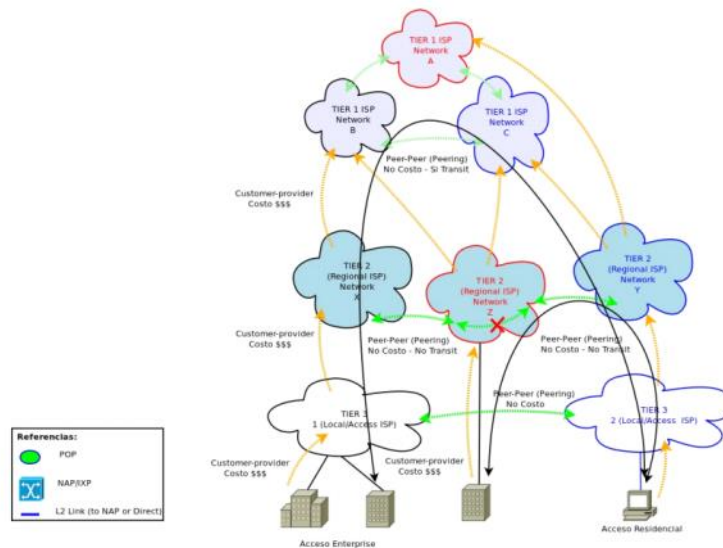 TIER 1 ISP
Network
A
TIER 1 ISP
Network
B
TIER 1 ISP
Network
C
Peer-Peer (Peering)
No Costo - Si Transit
Customer-provider
Costo $$$
TIER 2
(Regional ISP)
Network
X
TIER 2
(Regional ISP)
Network
Z
TIER 2
(Regional ISP)
Network
Y
Customer-provider
Costo $$$
Peer-Peer (Peering)
No Costo - No Transit
Peer-Peer (Peering)
No Costo - No Transit
Peer-Peer (Peering)
No Costo
TIER 3
1 (Local/Access ISP)
TIER 3
2 (Local/Access ISP)
Customer-provider
Costo $$$
Customer-provider
Costo $$$
Referencias:
POP
NAP/IXP
L2 Link (to NAP or Direct)
Acceso Enterprise
Acceso Residencial